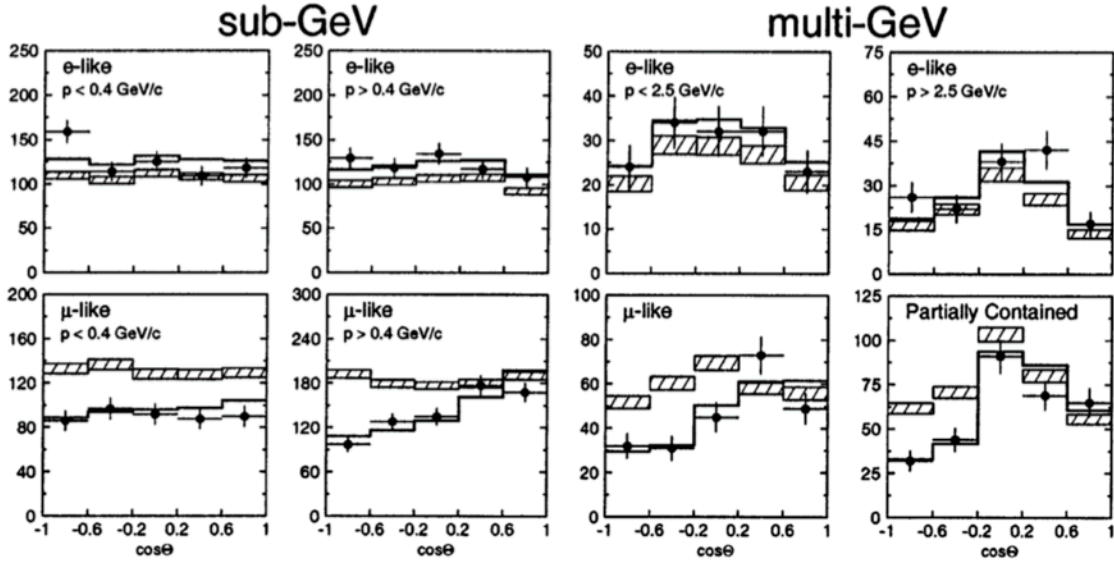 sub-GeV
multi-GeV
250
200
150
100
50
0
e-like
p < 0.4 GeV/c
250
200
150
100
50
0
e-like
p > 0.4 GeV/c
50
40
30
20
10
0
e-like
p < 2.5 GeV/c
75
60
45
30
15
0
e-like
p > 2.5 GeV/c
200
160
120
80
40
0
μ-like
p < 0.4 GeV/c
-1 -0.6 -0.2 0.2 0.6 1
cosΘ
300
240
180
120
60
0
μ-like
p > 0.4 GeV/c
-1 -0.6 -0.2 0.2 0.6 1
cosΘ
100
80
60
40
20
0
μ-like
-1 -0.6 -0.2 0.2 0.6 1
cosΘ
125
100
75
50
25
0
Partially Contained
-1 -0.6 -0.2 0.2 0.6 1
cosΘ